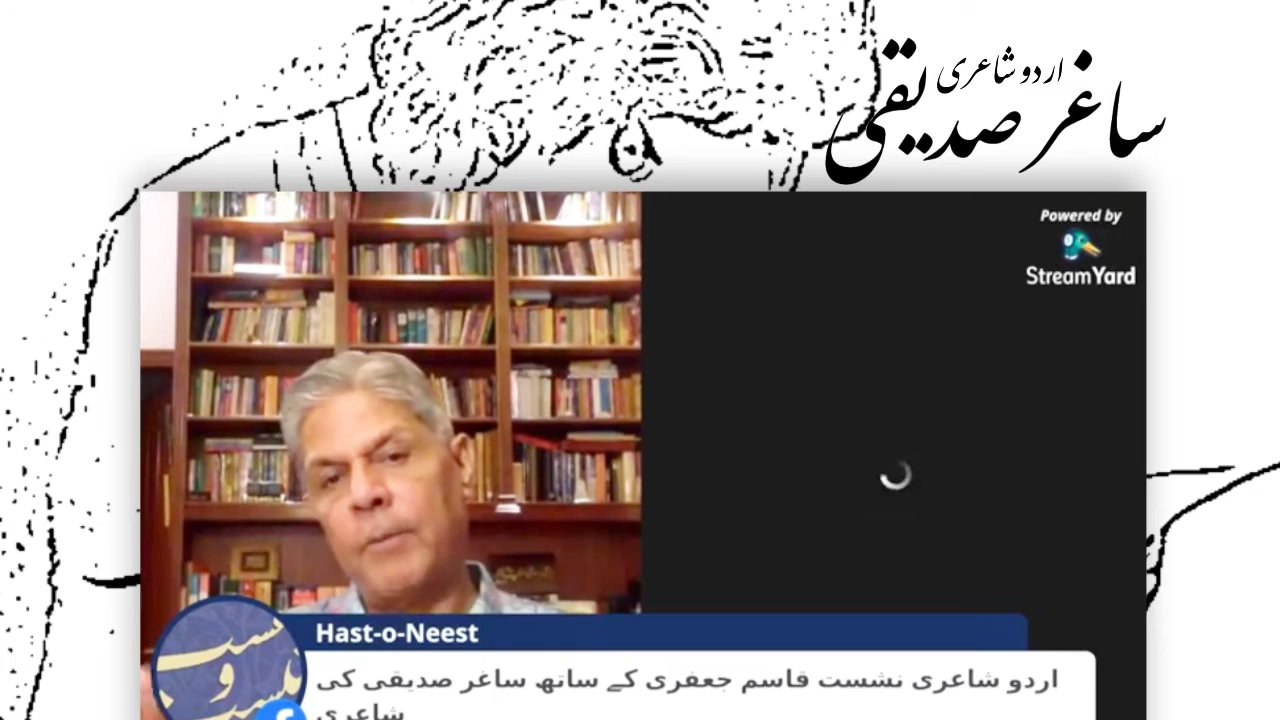 اردو شاعری
ساغر صدیقی
Powered by
StreamYard
Hast-o-Neest
اردو شاعری نشست قاسم جعفری کے ساتھ ساغر صدیقی کی
شاعری